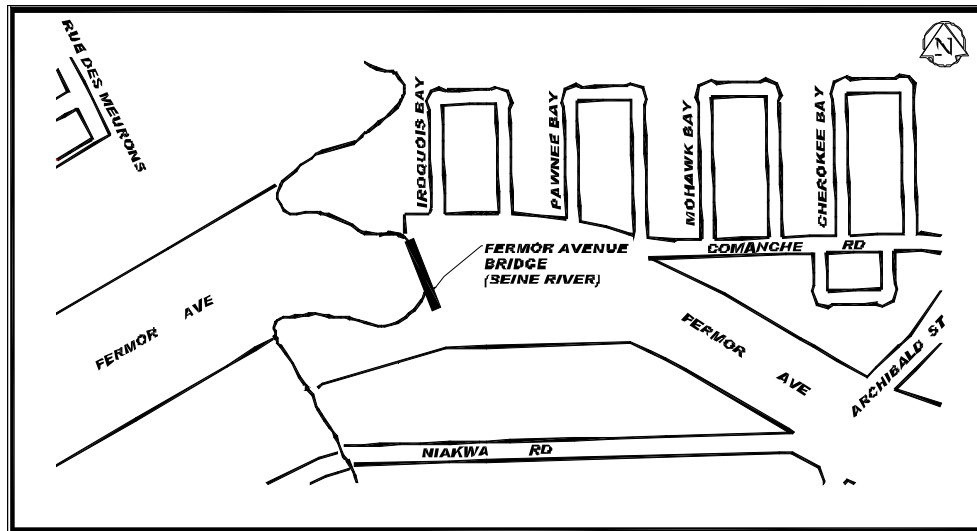 N
RUE DES MEURONS
IROQUOIS BAY
PAWNEE BAY
MOHAWK BAY
CHEROKEE BAY
COMANCHE RD
FERMOR AVENUE
BRIDGE
(SEINE RIVER)
FERMOR AVE
FERMOR AVE
ARCHIBALD ST
NIAKWA RD